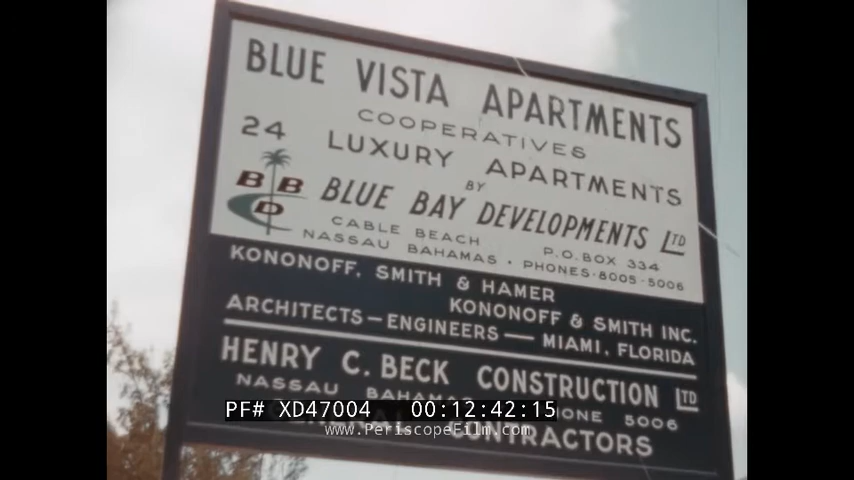 BLUE VISTA APARTMENTS
COOPERATIVES
24 LUXURY APARTMENTS
BY
BBD BLUE BAY DEVELOPMENTS LTD
CABLE BEACH P.O. BOX 334
NASSAU BAHAMAS · PHONES · 8005 · 5006
KONONOFF, SMITH & HAMER
KONONOFF & SMITH INC.
ARCHITECTS — ENGINEERS — MIAMI, FLORIDA
HENRY C. BECK CONSTRUCTION LTD
NASSAU BAHAMAS 5006
CONTRACTORS
PF# XD47004 00:12:42:15
www.PeriscopeFilm.com